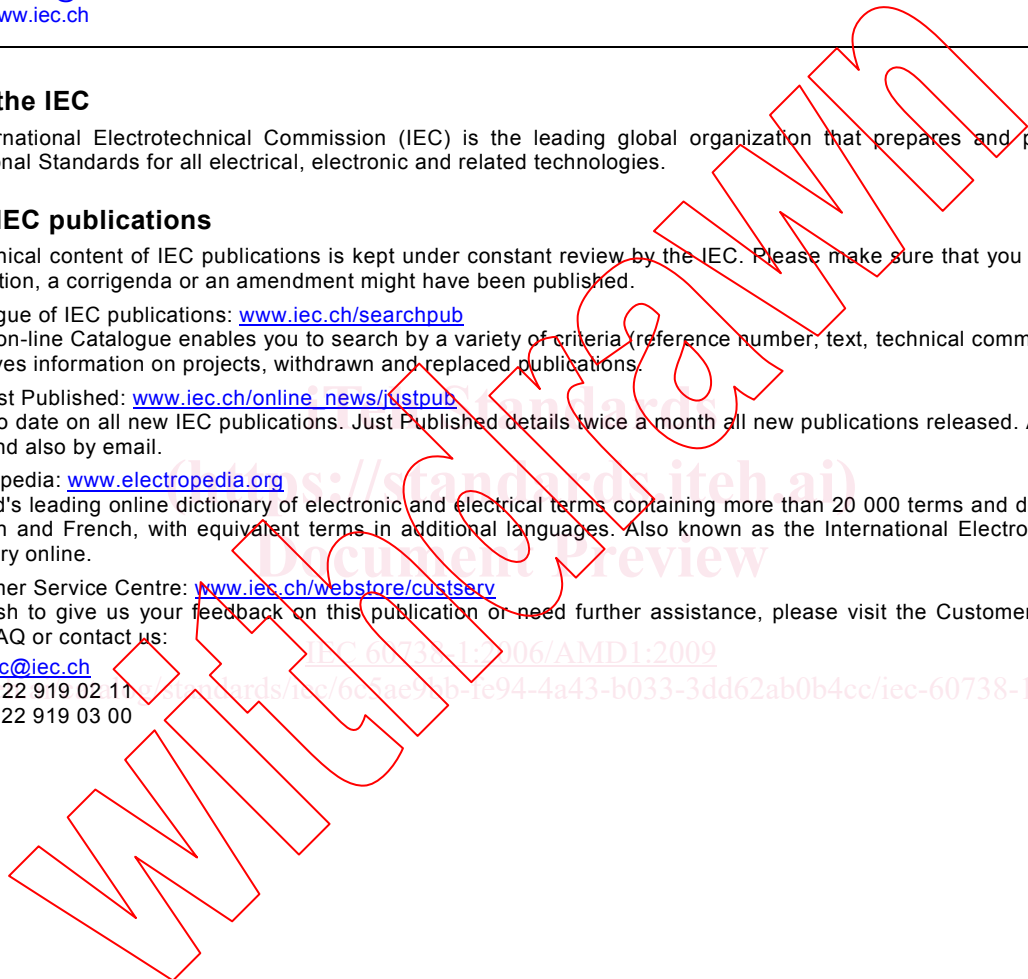 ww.iec.ch
the IEC
rnational Electrotechnical Commission (IEC) is the leading global organization that prepares and p
onal Standards for all electrical, electronic and related technologies.
IEC publications
nical content of IEC publications is kept under constant review by the IEC. Please make sure that you
tion, a corrigenda or an amendment might have been published.
gue of IEC publications: www.iec.ch/searchpub
on-line Catalogue enables you to search by a variety of criteria (reference number, text, technical comm
ves information on projects, withdrawn and replaced publications.
st Published: www.iec.ch/online_news/justpub
o date on all new IEC publications. Just Published details twice a month all new publications released. A
nd also by email.
pedia: www.electropedia.org
d's leading online dictionary of electronic and electrical terms containing more than 20 000 terms and d
n and French, with equivalent terms in additional languages. Also known as the International Electro
ry online.
mer Service Centre: www.iec.ch/webstore/custserv
sh to give us your feedback on this publication or need further assistance, please visit the Customer
AQ or contact us:
c@iec.ch
22 919 02 11
22 919 03 00
iTeh Standards
(https://standards.iteh.ai)
Document Preview
IEC 60738-1:2006/AMD1:2009
/standards/iec/6c6ae9bb-fe94-4a43-b033-3dd62ab0b4cc/iec-60738-1
withdrawn